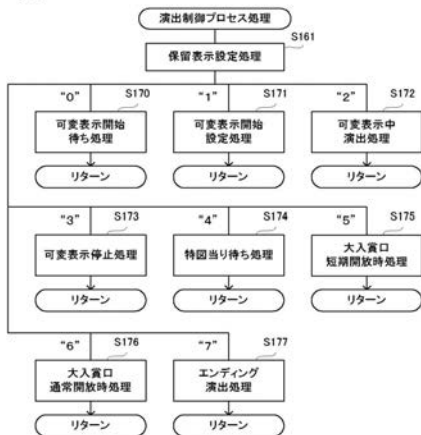 演出制御プロセス処理
S161
保留表示設定処理
“0”
S170
可変表示開始
待ち処理
リターン
“1”
S171
可変表示開始
設定処理
リターン
“2”
S172
可変表示中
演出処理
リターン
“3”
S173
可変表示停止処理
リターン
“4”
S174
特図当り待ち処理
リターン
“5”
S175
大入賞口
短期開放時処理
リターン
“6”
S176
大入賞口
通常開放時処理
リターン
“7”
S177
エンディング
演出処理
リターン